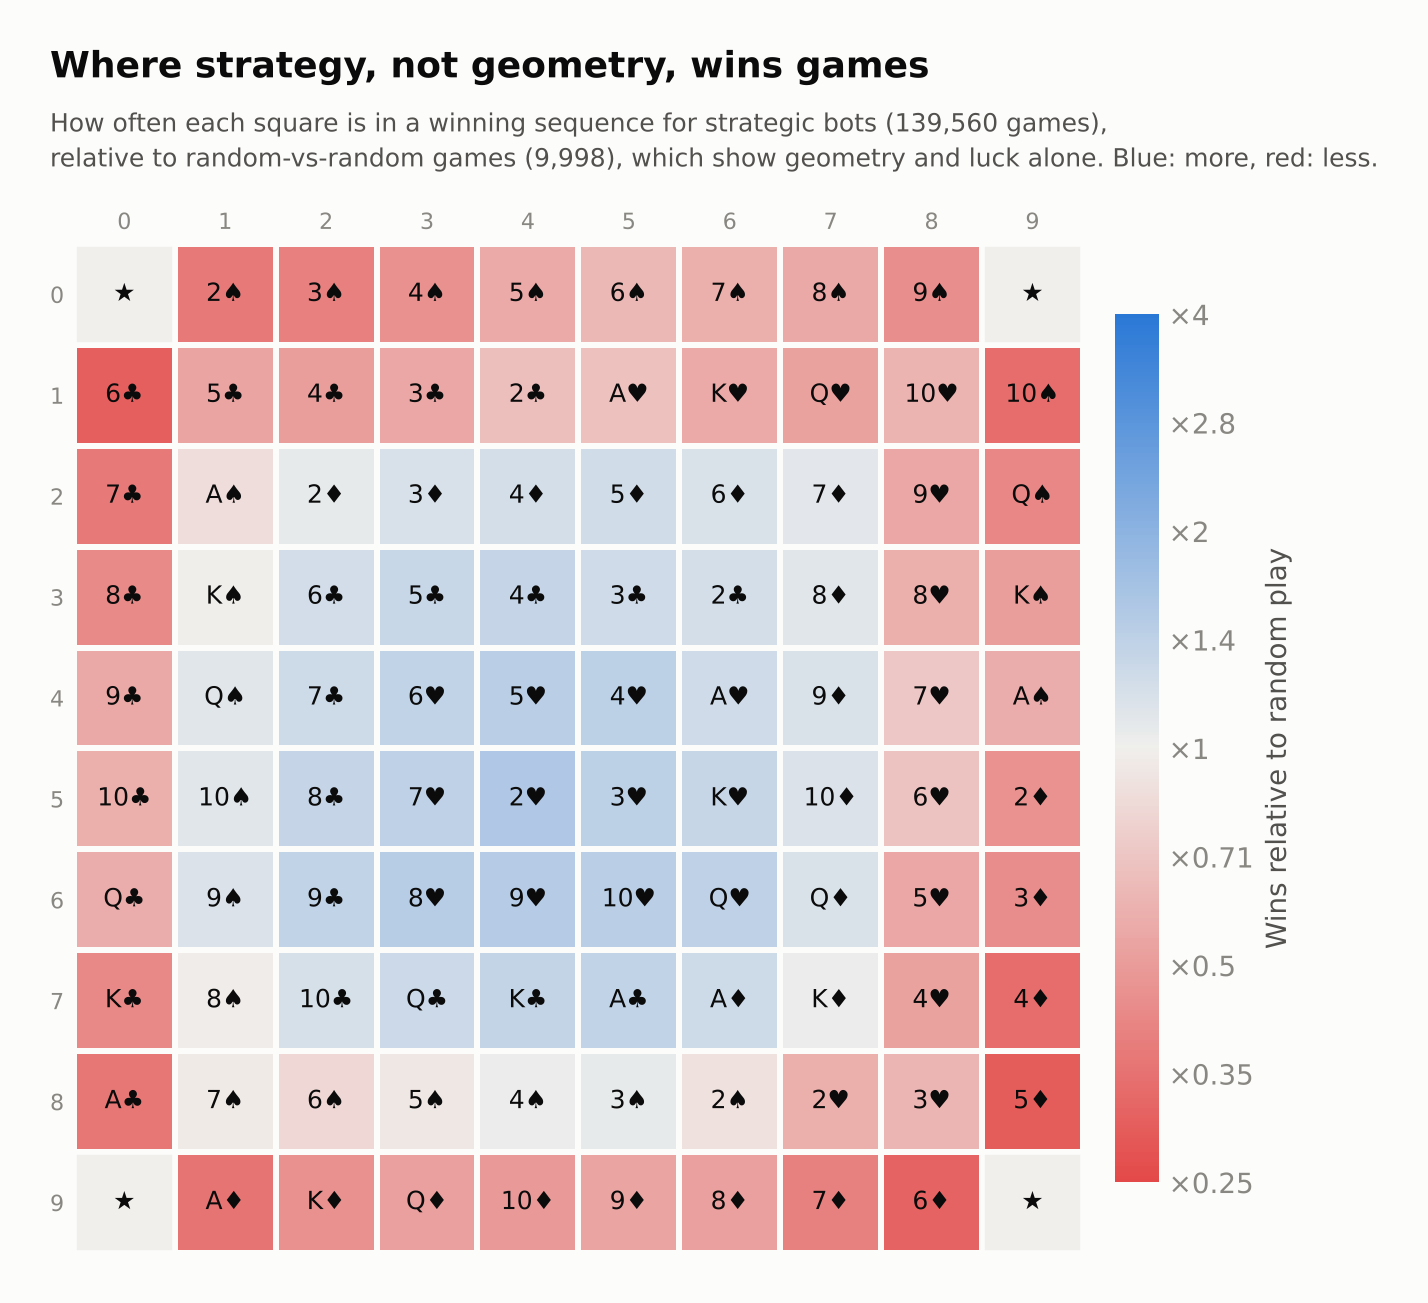 Where strategy, not geometry, wins games
How often each square is in a winning sequence for strategic bots (139,560 games),
relative to random-vs-random games (9,998), which show geometry and luck alone. Blue: more, red: less.
0 1 2 3 4 5 6 7 8 9
0 ★ 2♠ 3♠ 4♠ 5♠ 6♠ 7♠ 8♠ 9♠ ★
1 6♣ 5♣ 4♣ 3♣ 2♣ A♥ K♥ Q♥ 10♥ 10♠
2 7♣ A♠ 2♦ 3♦ 4♦ 5♦ 6♦ 7♦ 9♥ Q♠
3 8♣ K♠ 6♣ 5♣ 4♣ 3♣ 2♣ 8♦ 8♥ K♠
4 9♣ Q♠ 7♣ 6♥ 5♥ 4♥ A♥ 9♦ 7♥ A♠
5 10♣ 10♠ 8♣ 7♥ 2♥ 3♥ K♥ 10♦ 6♥ 2♦
6 Q♣ 9♠ 9♣ 8♥ 9♥ 10♥ Q♥ Q♦ 5♥ 3♦
7 K♣ 8♠ 10♣ Q♣ K♣ A♣ A♦ K♦ 4♥ 4♦
8 A♣ 7♠ 6♠ 5♠ 4♠ 3♠ 2♠ 2♥ 3♥ 5♦
9 ★ A♦ K♦ Q♦ 10♦ 9♦ 8♦ 7♦ 6♦ ★
×4
×2.8
×2
×1.4
×1
×0.71
×0.5
×0.35
×0.25
Wins relative to random play